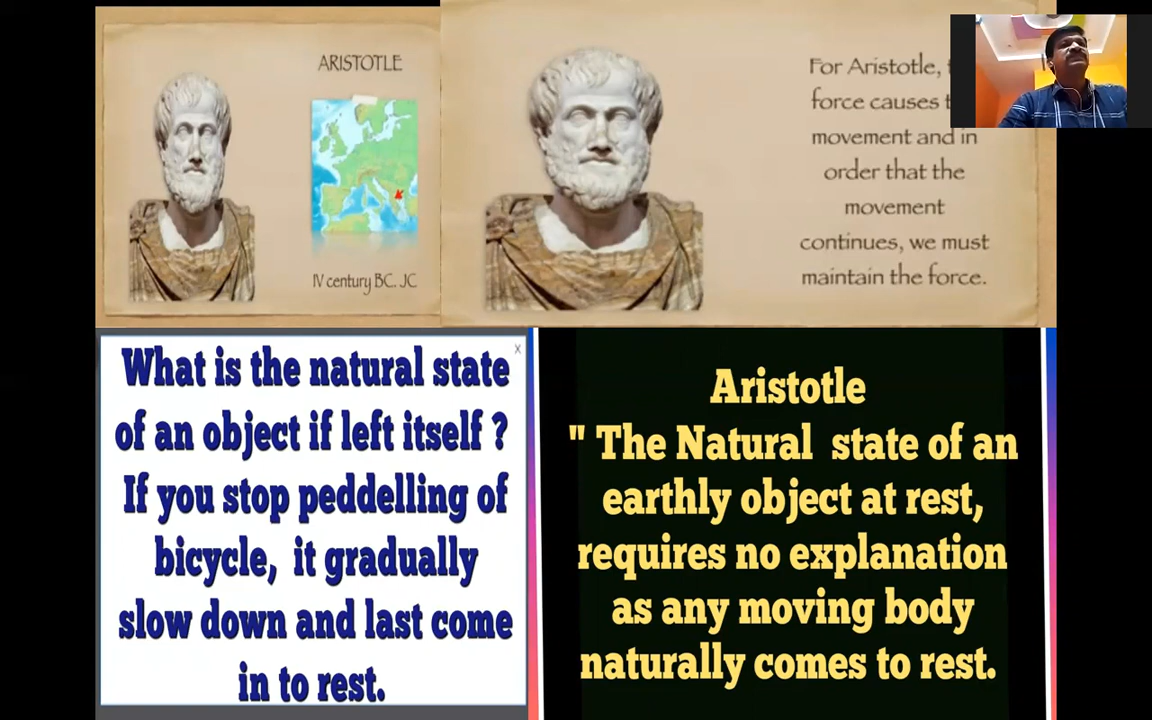 ARISTOTLE
IV century BC. JC
For Aristotle,
force causes
movement and in
order that the
movement
continues, we must
maintain the force.
What is the natural state
of an object if left itself ?
If you stop peddelling of
bicycle, it gradually
slow down and last come
in to rest.
X
Aristotle
" The Natural state of an
earthly object at rest,
requires no explanation
as any moving body
naturally comes to rest.